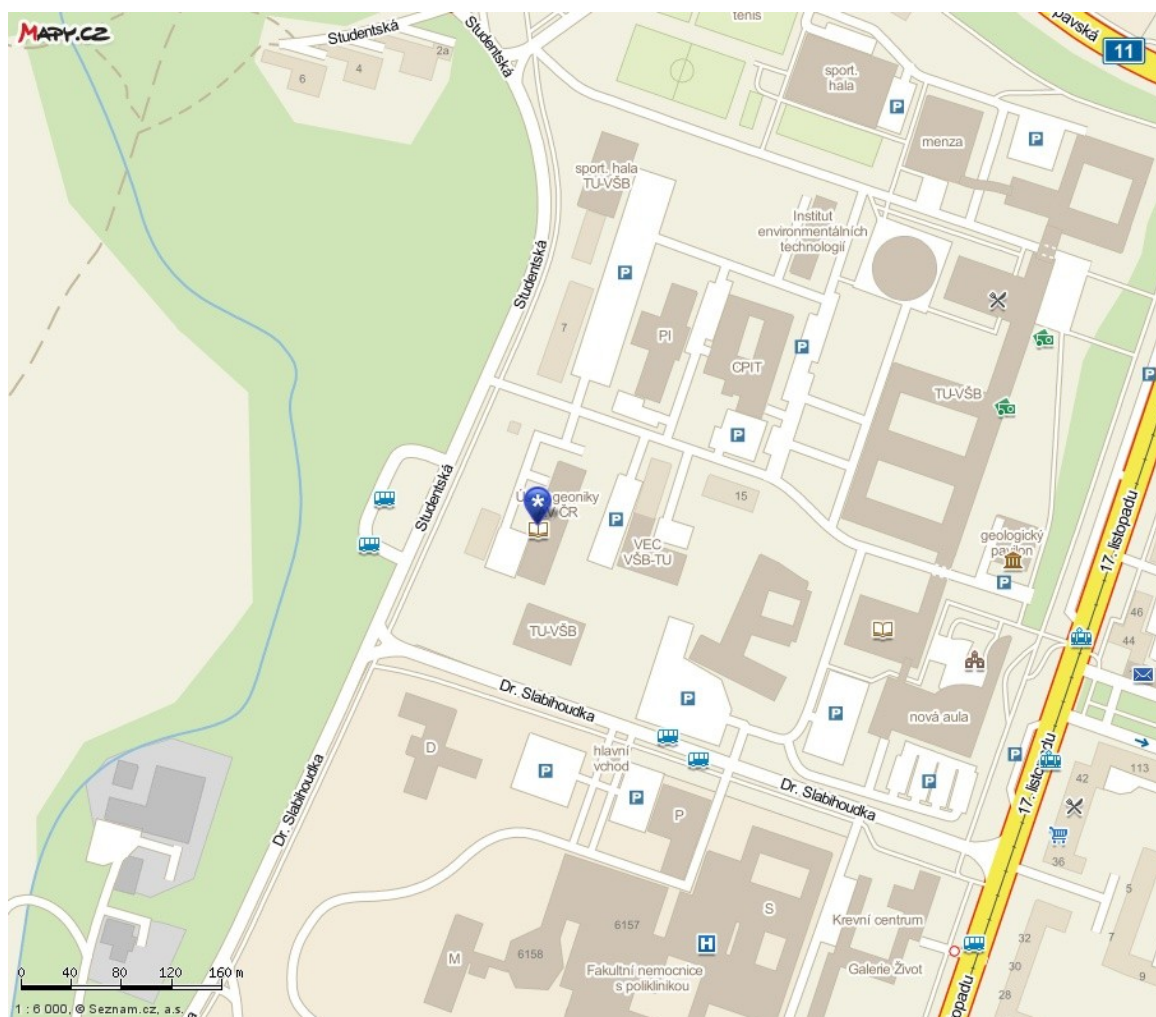 MAPY.CZ
Studentská
6
4
2a
Studentská
tenis
sport.
hala
P
menza
P
11
sport. hala
TU-VŠB
Institut
environmentálních
technologií
Studentská
P
7
PI
CPIT
P
P
TU-VŠB
P
Studentská
geoniky
ČR
P
VEC
VŠB-TU
15
geologický
pavilon
P
17. listopadu
46
44
TU-VŠB
Dr. Slabihoudka
P
P
nová aula
P
P
D
hlavní
vchod
P
P
P
Dr. Slabihoudka
17. listopadu
42
113
36
Dr. Slabihoudka
5
7
9
S
6157
6158
M
H
Fakultní nemocnice
s poliklinikou
Krevní centrum
Galerie Život
32
30
28
0 40 80 120 160 m
1 : 6 000, © Seznam.cz, a.s.